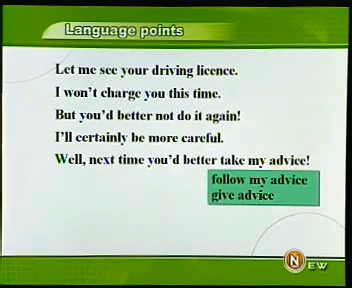 Language points
Let me see your driving licence.
I won't charge you this time.
But you'd better not do it again!
I'll certainly be more careful.
Well, next time you'd better take my advice!
follow my advice
give advice
NEW